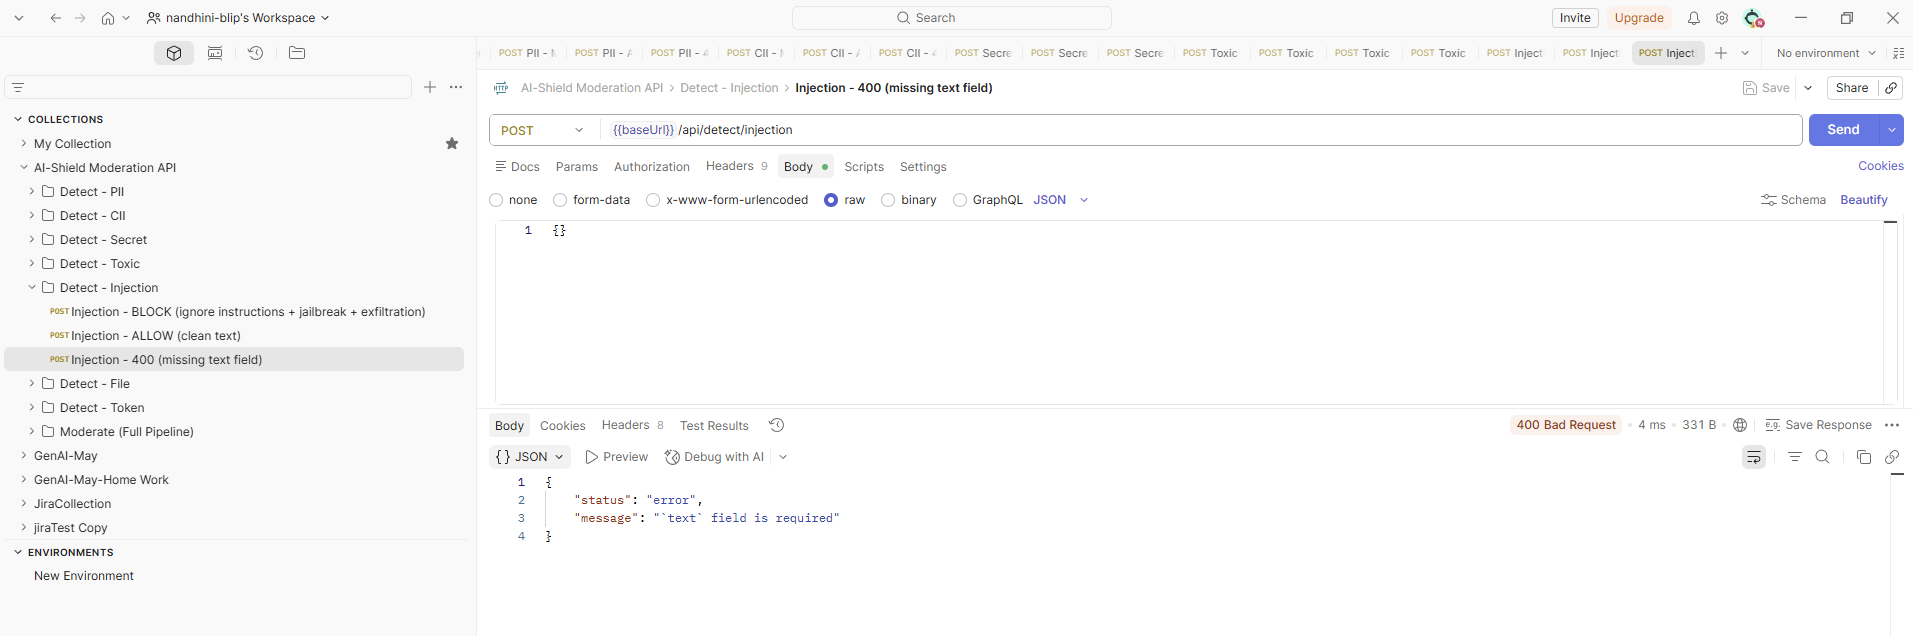 nandhini-blip's Workspace
Search
Invite
Upgrade
N
POST PII -
POST PII -
POST PII -
POST CII -
POST CII -
POST CII -
POST Secre
POST Secre
POST Secre
POST Toxic
POST Toxic
POST Toxic
POST Toxic
POST Inject
POST Inject
POST Inject
No environment
HTTP
AI-Shield Moderation API > Detect - Injection > Injection - 400 (missing text field)
Save
Share
POST
{{baseUrl}} /api/detect/injection
Send
Docs
Params
Authorization
Headers 9
Body
Scripts
Settings
Cookies
none
form-data
x-www-form-urlencoded
raw
binary
GraphQL
JSON
Schema
Beautify
1 {}
COLLECTIONS
My Collection
AI-Shield Moderation API
Detect - PII
Detect - CII
Detect - Secret
Detect - Toxic
Detect - Injection
POST Injection - BLOCK (ignore instructions + jailbreak + exfiltration)
POST Injection - ALLOW (clean text)
POST Injection - 400 (missing text field)
Detect - File
Detect - Token
Moderate (Full Pipeline)
GenAI-May
GenAI-May-Home Work
JiraCollection
jiraTest Copy
ENVIRONMENTS
New Environment
Body
Cookies
Headers 8
Test Results
400 Bad Request
4 ms
331 B
e.g. Save Response
{} JSON
Preview
Debug with AI
1 {
2 "status": "error",
3 "message": "`text` field is required"
4 }